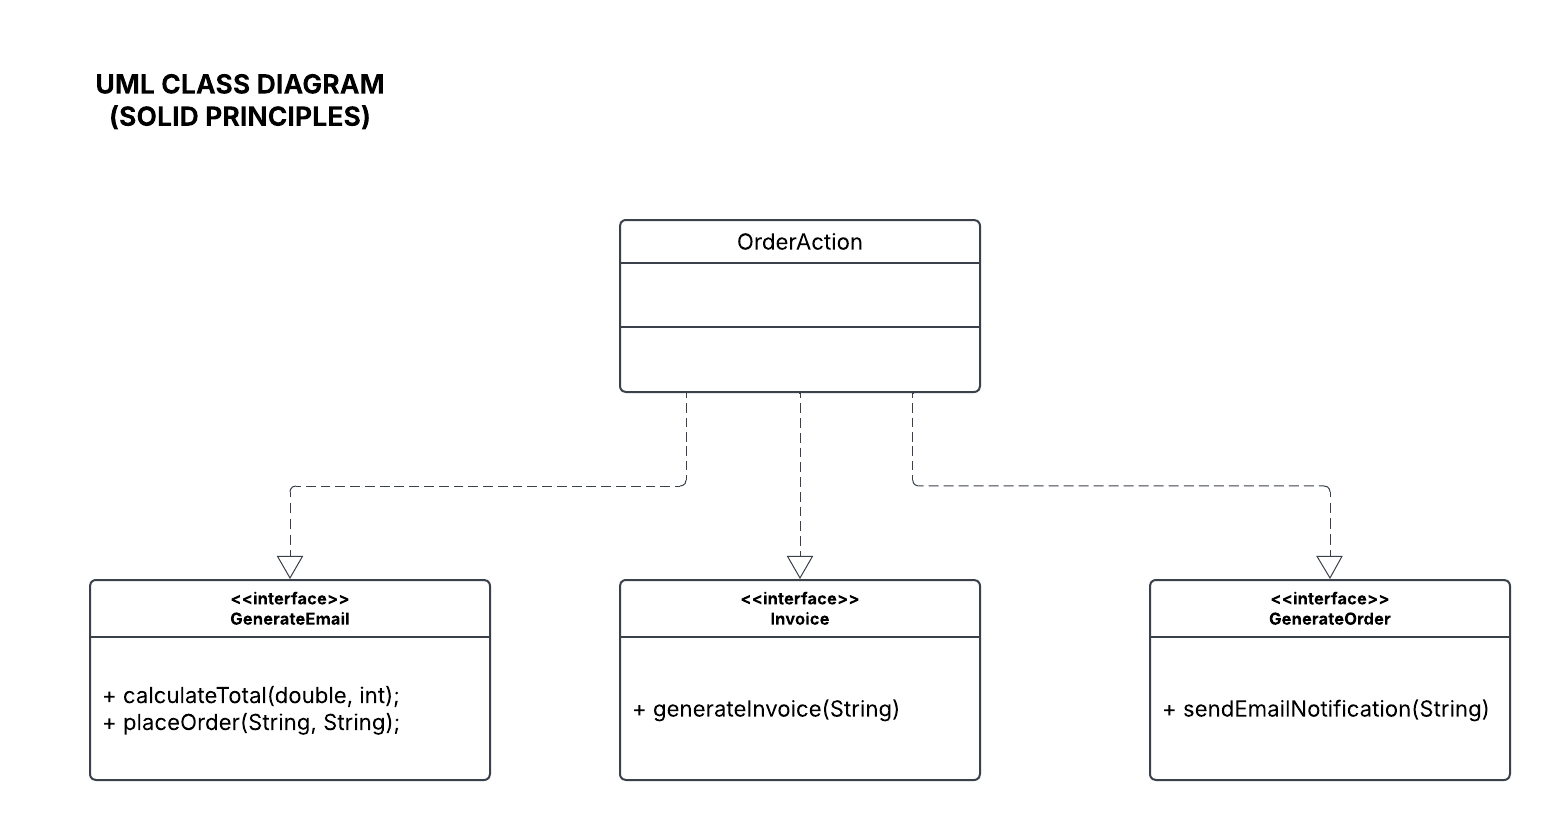 UML CLASS DIAGRAM
(SOLID PRINCIPLES)
OrderAction
<<interface>>
GenerateEmail
+ calculateTotal(double, int);
+ placeOrder(String, String);
<<interface>>
Invoice
+ generateInvoice(String)
<<interface>>
GenerateOrder
+ sendEmailNotification(String)